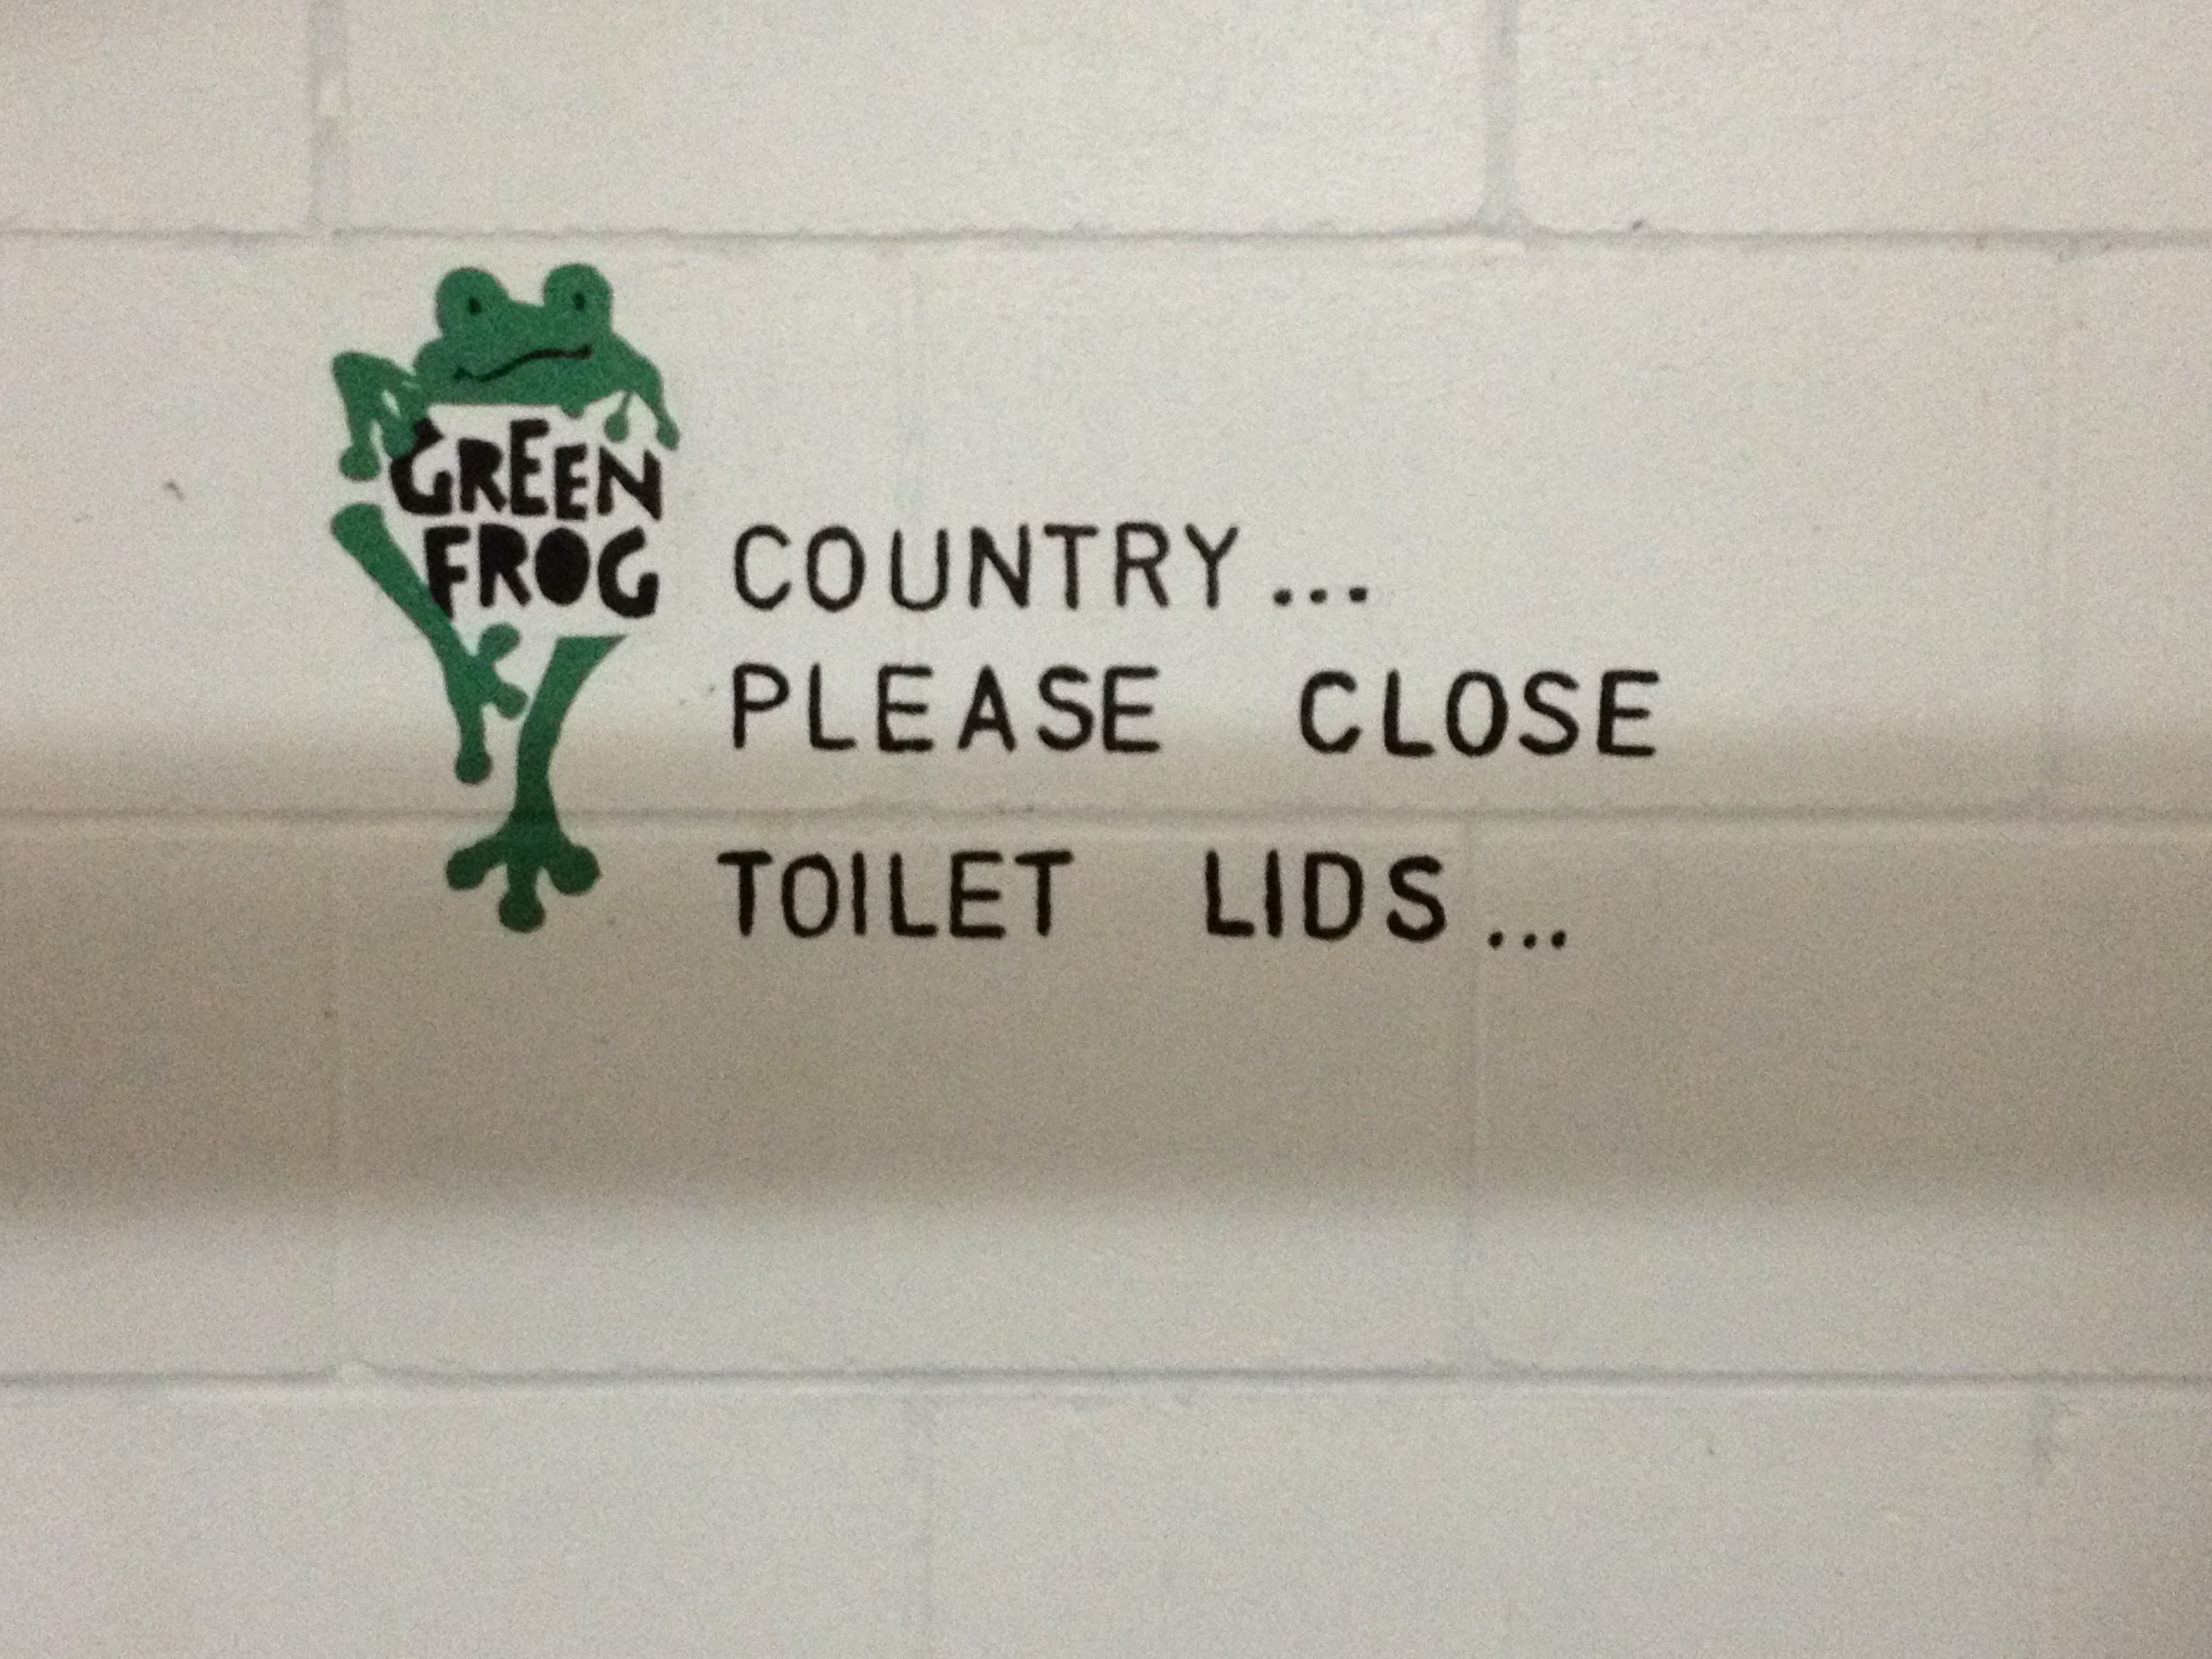 GREEN
FROG
COUNTRY...
PLEASE CLOSE
TOILET LIDS...